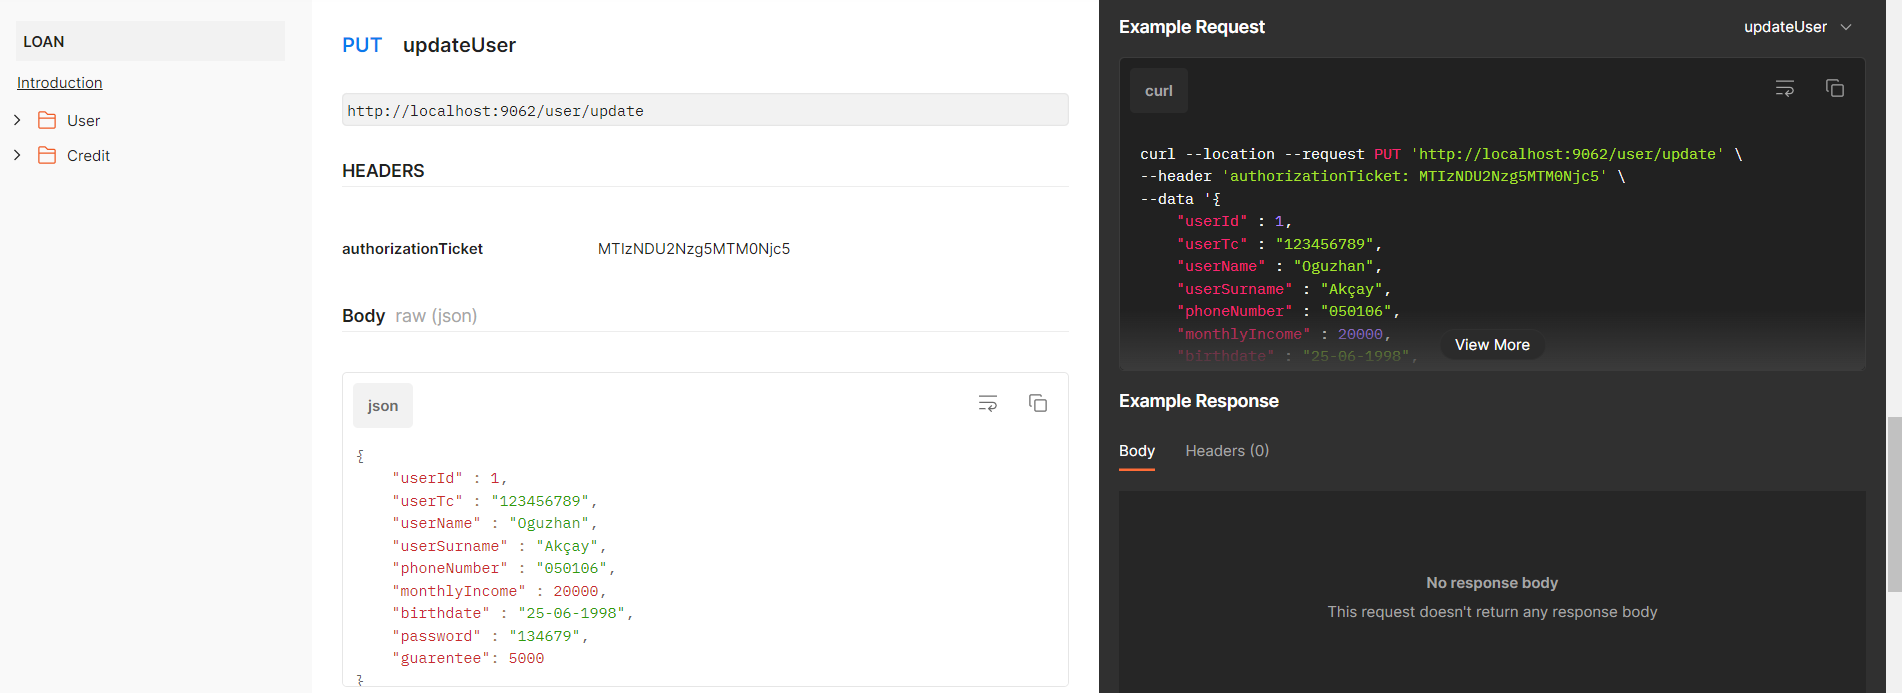 LOAN
Introduction
User
Credit
PUT updateUser
http://localhost:9062/user/update
HEADERS
authorizationTicket MTIzNDU2Nzg5MTM0Njc5
Body raw (json)
json
{
"userId" : 1,
"userTc" : "123456789",
"userName" : "Oguzhan",
"userSurname" : "Akçay",
"phoneNumber" : "050106",
"monthlyIncome" : 20000,
"birthdate" : "25-06-1998",
"password" : "134679",
"guarentee": 5000
}
Example Request
updateUser
curl
curl --location --request PUT 'http://localhost:9062/user/update' \
--header 'authorizationTicket: MTIzNDU2Nzg5MTM0Njc5' \
--data '{
"userId" : 1,
"userTc" : "123456789",
"userName" : "Oguzhan",
"userSurname" : "Akçay",
"phoneNumber" : "050106",
"monthlyIncome" : 20000,
"birthdate" : "25-06-1998",
View More
Example Response
Body Headers (0)
No response body
This request doesn't return any response body